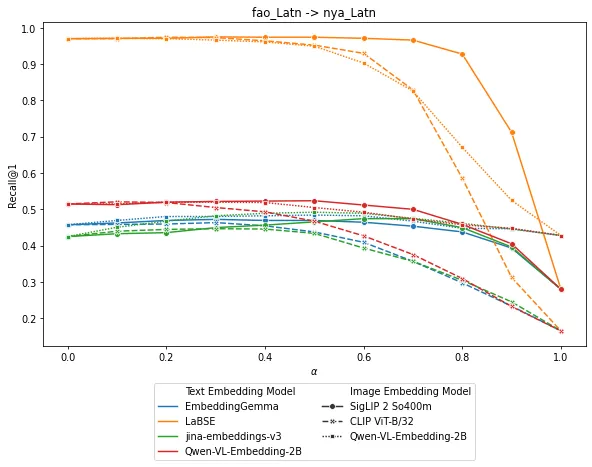 fao_Latn -> nya_Latn
Recall@1
1.0
0.9
0.8
0.7
0.6
0.5
0.4
0.3
0.2
0.0 0.2 0.4 0.6 0.8 1.0
α
Text Embedding Model Image Embedding Model
EmbeddingGemma SigLIP 2 So400m
LaBSE CLIP ViT-B/32
jina-embeddings-v3 Qwen-VL-Embedding-2B
Qwen-VL-Embedding-2B